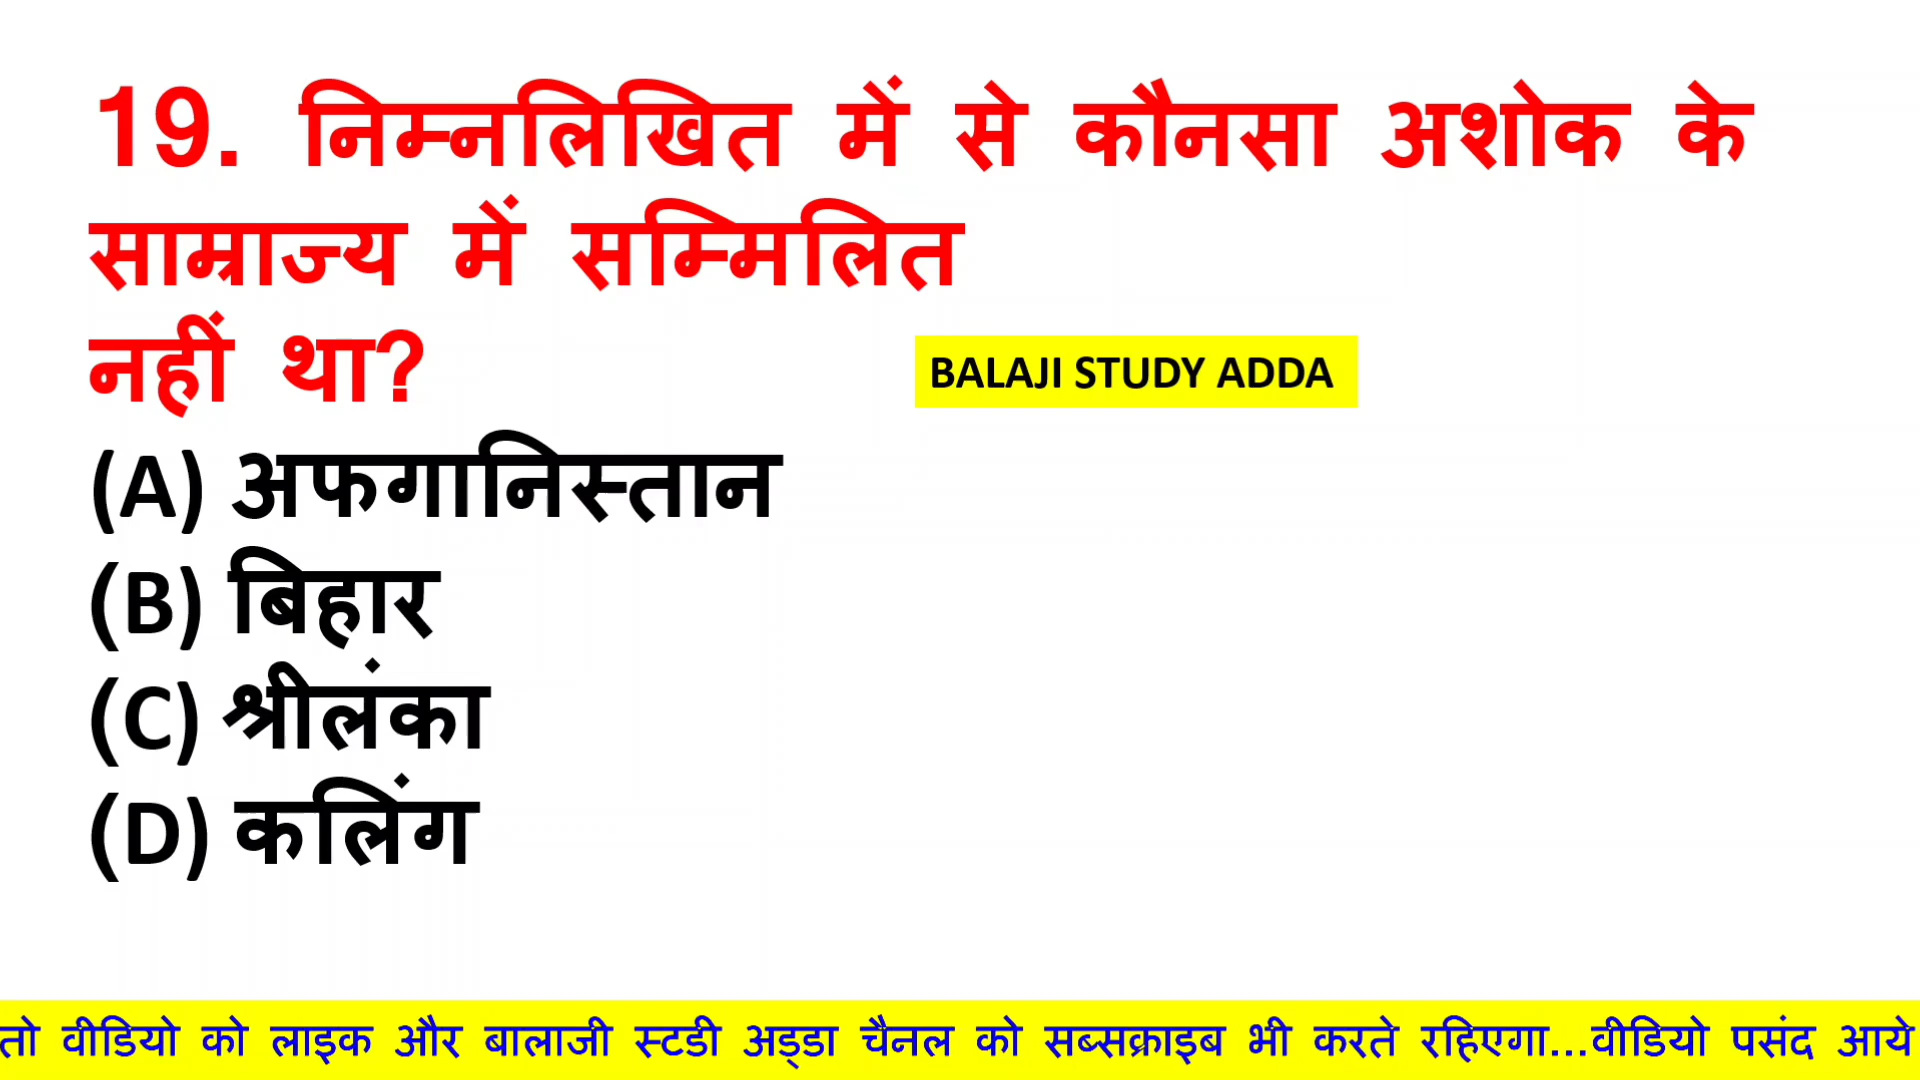 19. निम्नलिखित में से कौनसा अशोक के
साम्राज्य में सम्मिलित
नहीं था?
BALAJI STUDY ADDA
(A) अफगानिस्तान
(B) बिहार
(C) श्रीलंका
(D) कलिंग
तो वीडियो को लाइक और बालाजी स्टडी अड्डा चैनल को सब्सक्राइब भी करते रहिएगा...वीडियो पसंद आये